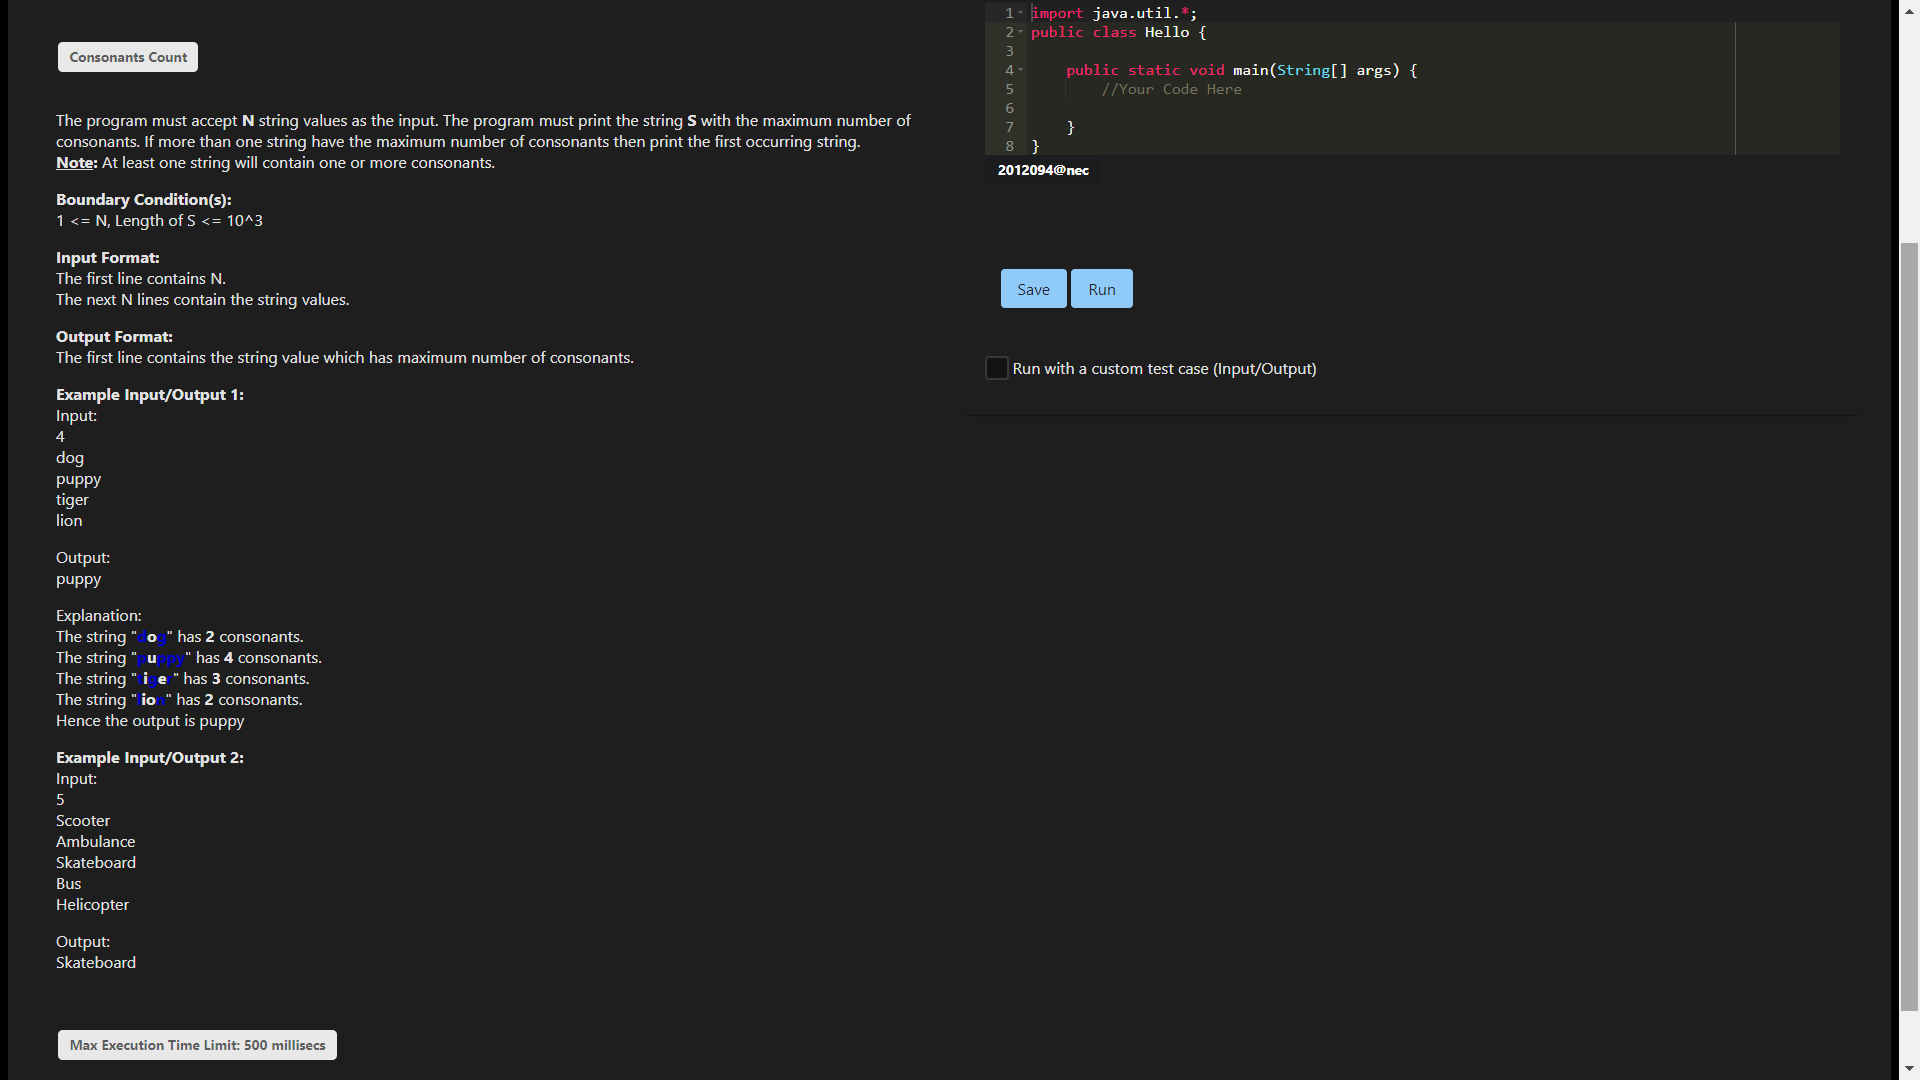 Consonants Count
The program must accept N string values as the input. The program must print the string S with the maximum number of
consonants. If more than one string have the maximum number of consonants then print the first occurring string.
Note: At least one string will contain one or more consonants.
Boundary Condition(s):
1 <= N, Length of S <= 10^3
Input Format:
The first line contains N.
The next N lines contain the string values.
Output Format:
The first line contains the string value which has maximum number of consonants.
Example Input/Output 1:
Input:
4
dog
puppy
tiger
lion
Output:
puppy
Explanation:
The string "dog" has 2 consonants.
The string "puppy" has 4 consonants.
The string "tiger" has 3 consonants.
The string "lion" has 2 consonants.
Hence the output is puppy
Example Input/Output 2:
Input:
5
Scooter
Ambulance
Skateboard
Bus
Helicopter
Output:
Skateboard
Max Execution Time Limit: 500 millisecs
1 import java.util.*;
2 public class Hello {
3
4 public static void main(String[] args) {
5 //Your Code Here
6
7 }
8 }
2012094@nec
Save Run
Run with a custom test case (Input/Output)